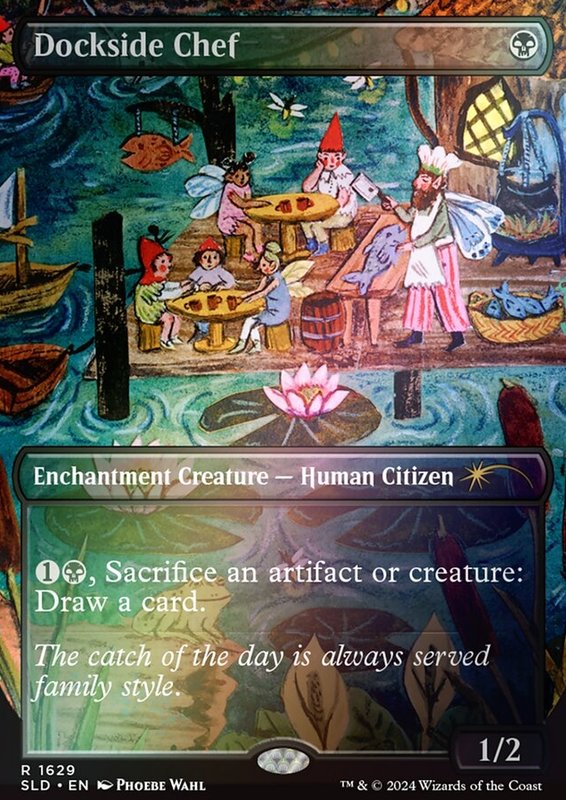 Dockside Chef
Enchantment Creature — Human Citizen
1, Sacrifice an artifact or creature:
Draw a card.
The catch of the day is always served
family style.
1/2
R 1629
SLD • EN Phoebe Wahl
™ & © 2024 Wizards of the Coast